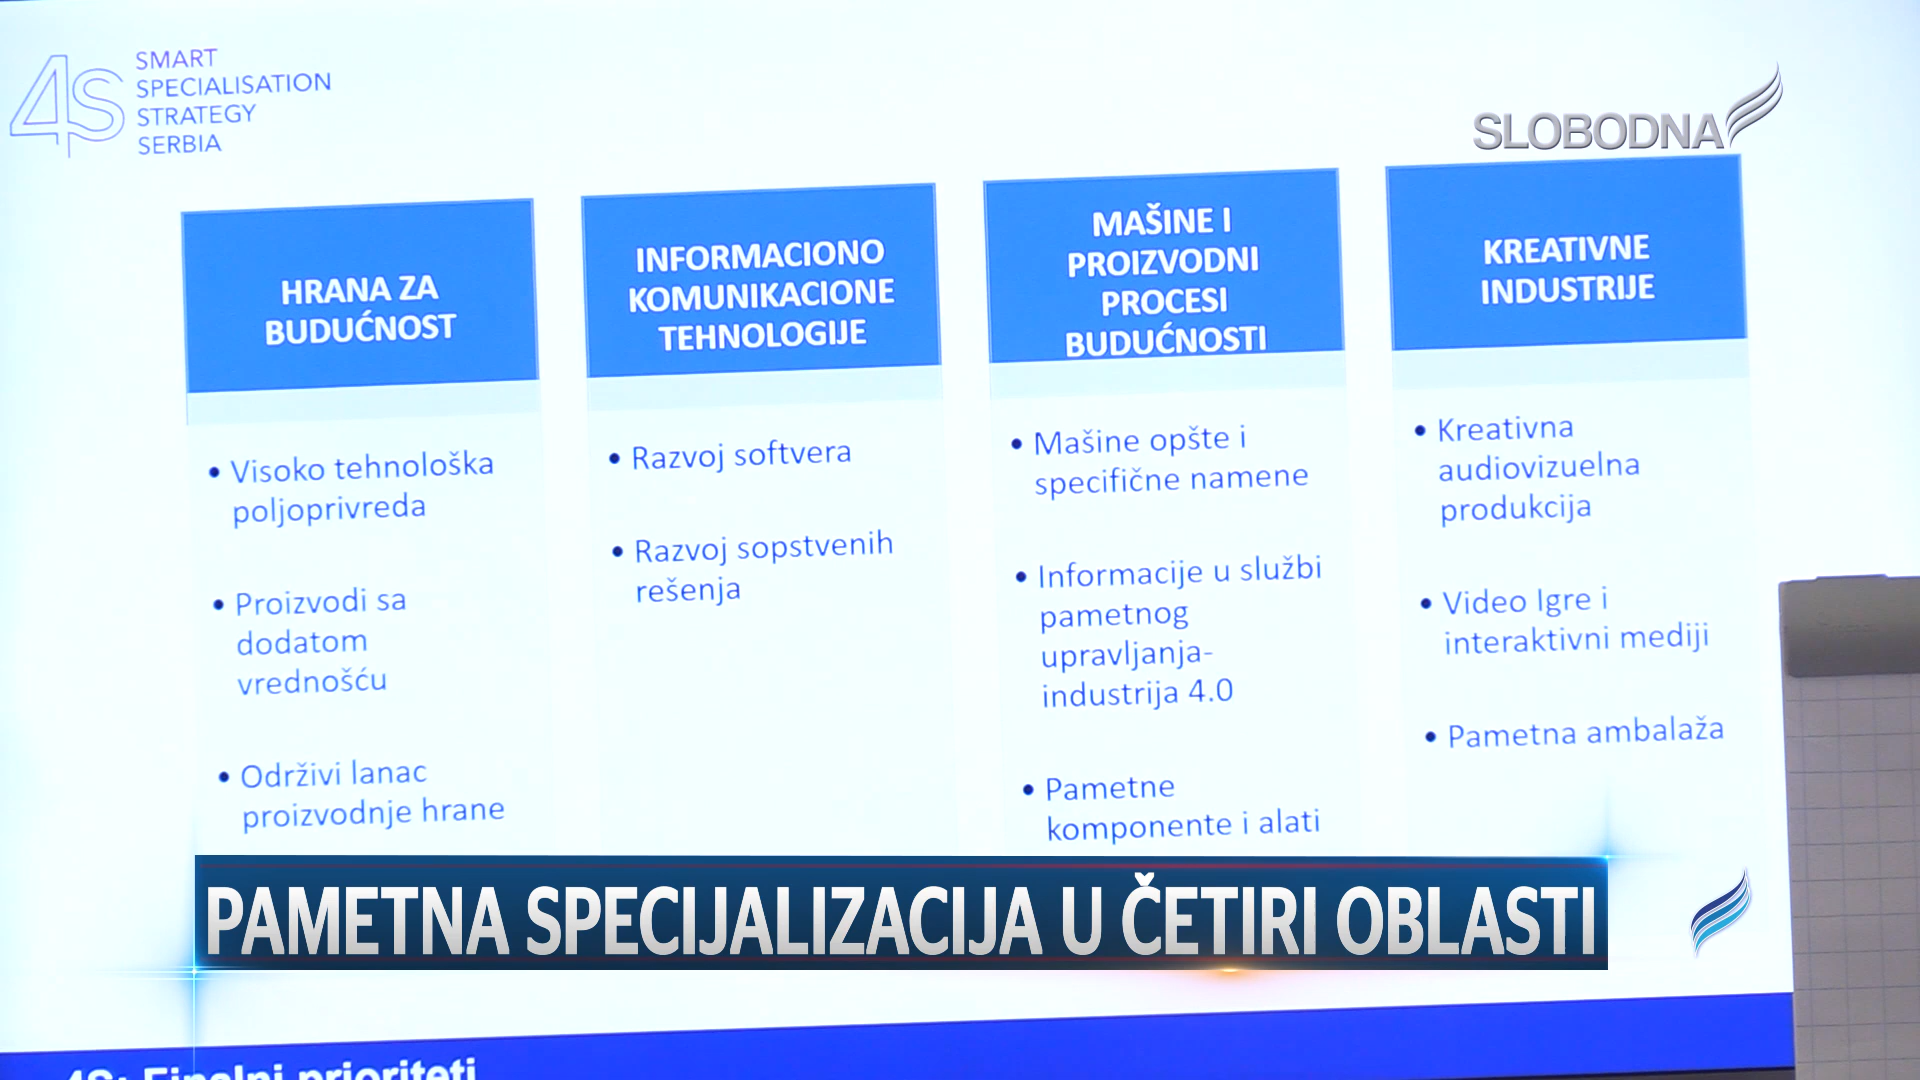 4S
SMART
SPECIALISATION
STRATEGY
SERBIA
SLOBODNA
HRANA ZA
BUDUĆNOST
• Visoko tehnološka
poljoprivreda
• Proizvodi sa
dodatom
vrednošću
• Održivi lanac
proizvodnje hrane
INFORMACIONO
KOMUNIKACIONE
TEHNOLOGIJE
• Razvoj softvera
• Razvoj sopstvenih
rešenja
MAŠINE I
PROIZVODNI
PROCESI
BUDUĆNOSTI
• Mašine opšte i
specifične namene
• Informacije u službi
pametnog
upravljanja-
industrija 4.0
• Pametne
komponente i alati
KREATIVNE
INDUSTRIJE
• Kreativna
audiovizuelna
produkcija
• Video Igre i
interaktivni mediji
• Pametna ambalaža
PAMETNA SPECIJALIZACIJA U ČETIRI OBLASTI
4S: Finalni prioriteti